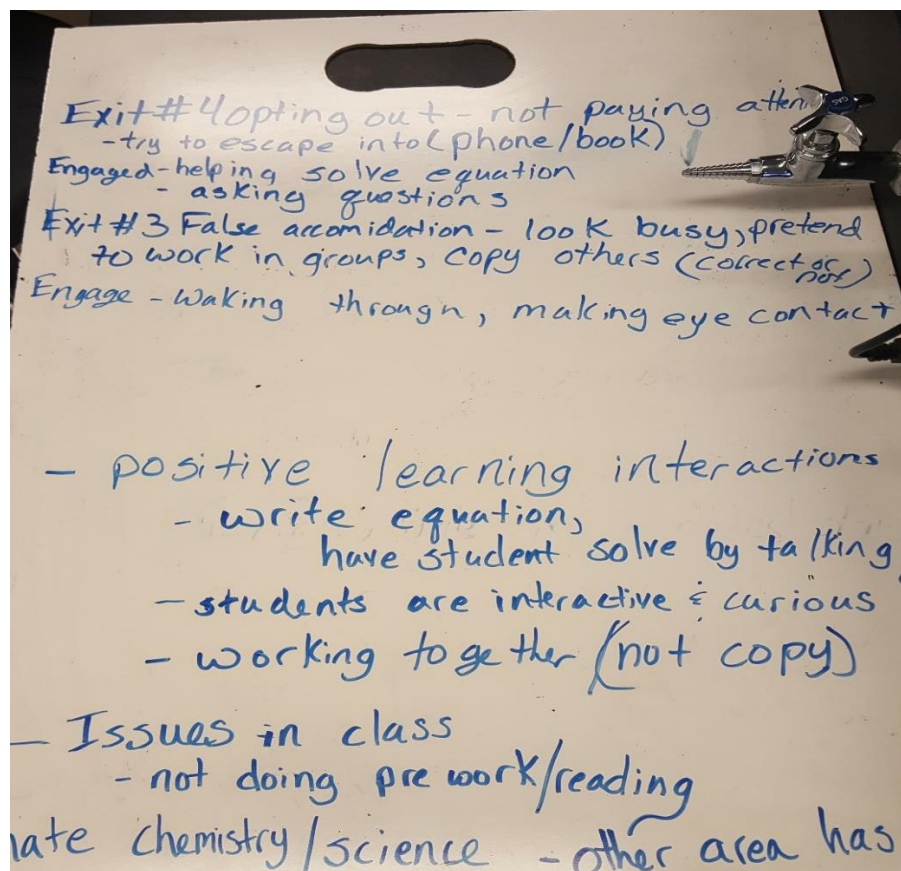 Exit #4 opting out - not paying
- try to escape into (phone/book)
Engaged - helping solve equation
- asking questions
Exit #3 False accomidation - look busy, pretend
to work in groups, copy others (correct or not)
Engage - Waking through, making eye contact
- positive learning interactions
- write equation,
have student solve by talking
- students are interactive & curious
- working together (not copy)
- Issues in class
- not doing pre work/reading
chemistry/science - other area has